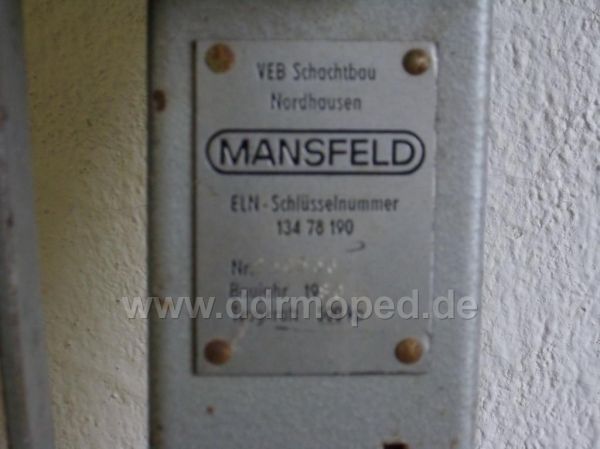 VEB Schachtbau
Nordhausen
MANSFELD
ELN-Schlüsselnummer
134 78 190
Nr.
Baujahr 19
www.ddrmoped.de